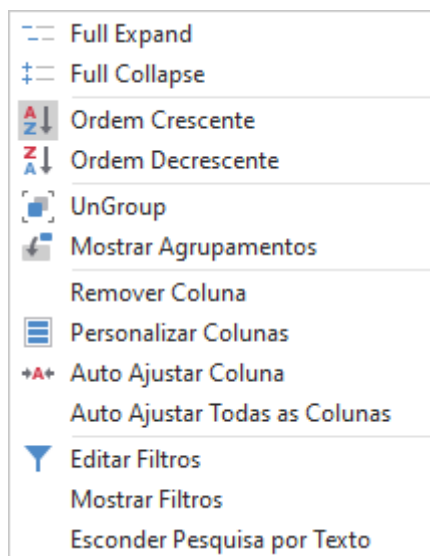 Full Expand
Full Collapse
Ordem Crescente
Ordem Decrescente
UnGroup
Mostrar Agrupamentos
Remover Coluna
Personalizar Colunas
Auto Ajustar Coluna
Auto Ajustar Todas as Colunas
Editar Filtros
Mostrar Filtros
Esconder Pesquisa por Texto